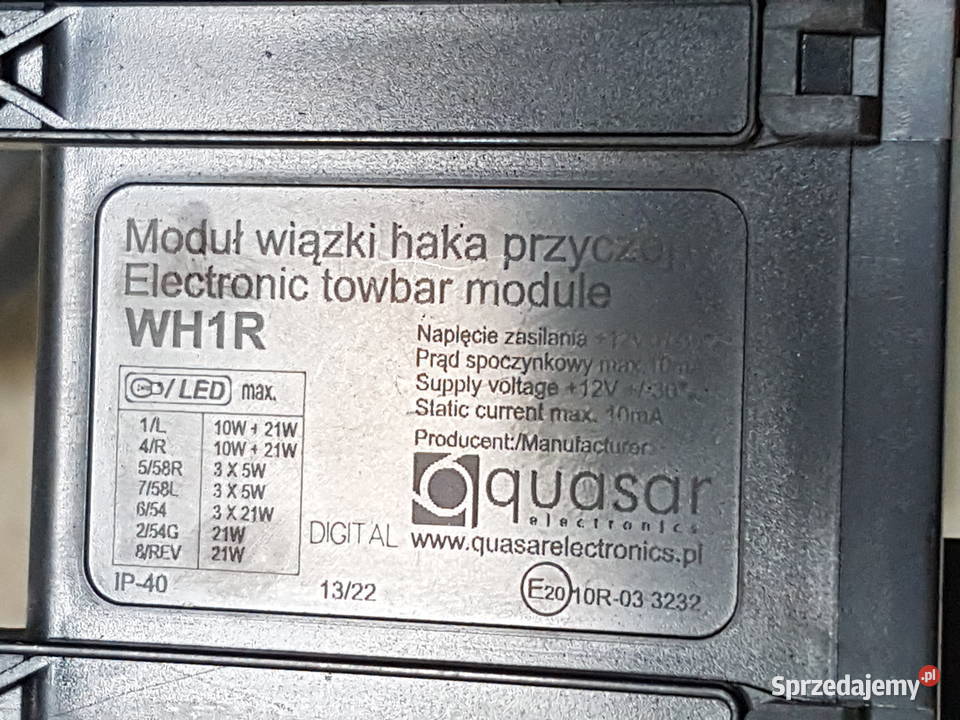 Moduł wiązki haka
Electronic towbar module
WH1R
/LED max.
1/L 10W + 21W
4/R 10W + 21W
5/58R 3 X 5W
7/58L 3 X 5W
6/54 3 X 21W
2/54G 21W
8/REV 21W
IP-40
13/22
DIGITAL
Napięcie zasilania +12V
Prąd spoczynkowy max. 10mA
Supply voltage +12V +/-30%
Static current max. 10mA
Producent:/Manufacturer:
quasar
electronics
www.quasarelectronics.pl
E20 10R-03 3232
Sprzedajemy.pl